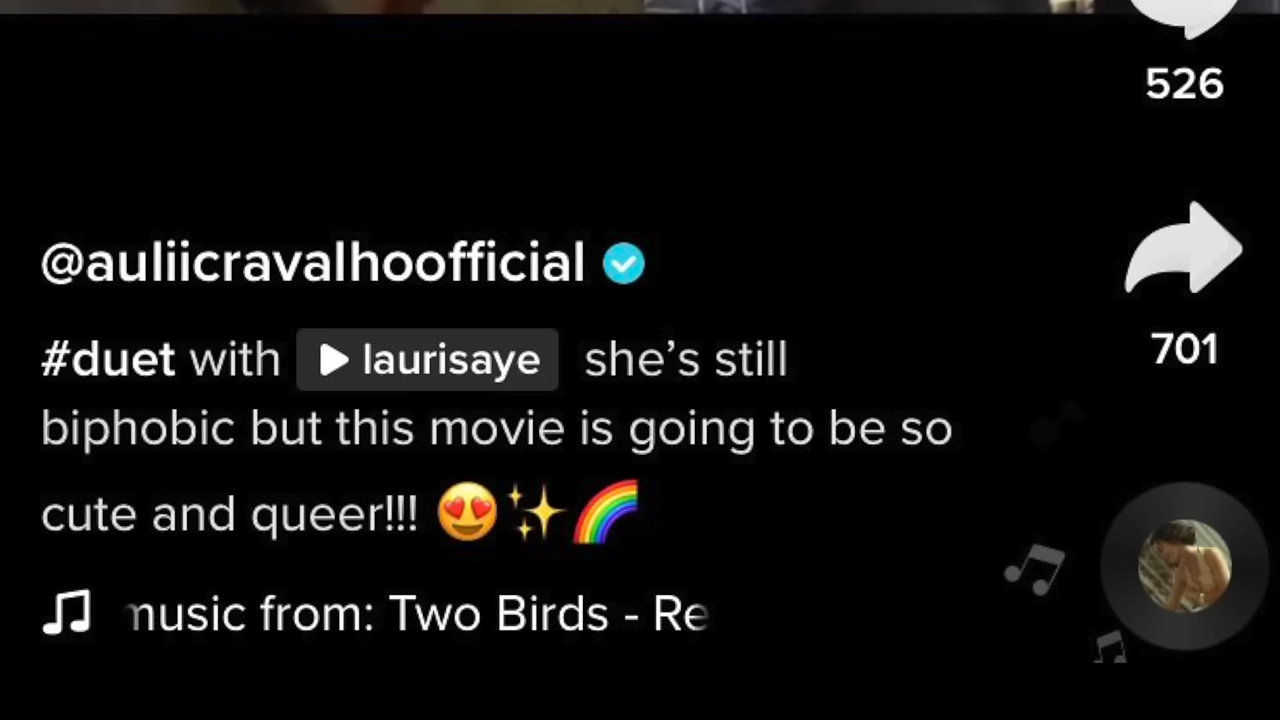 526
@auliicravalhoofficial
701
#duet with laurisaye she’s still
biphobic but this movie is going to be so
cute and queer!!! 😍✨🌈
music from: Two Birds - Re